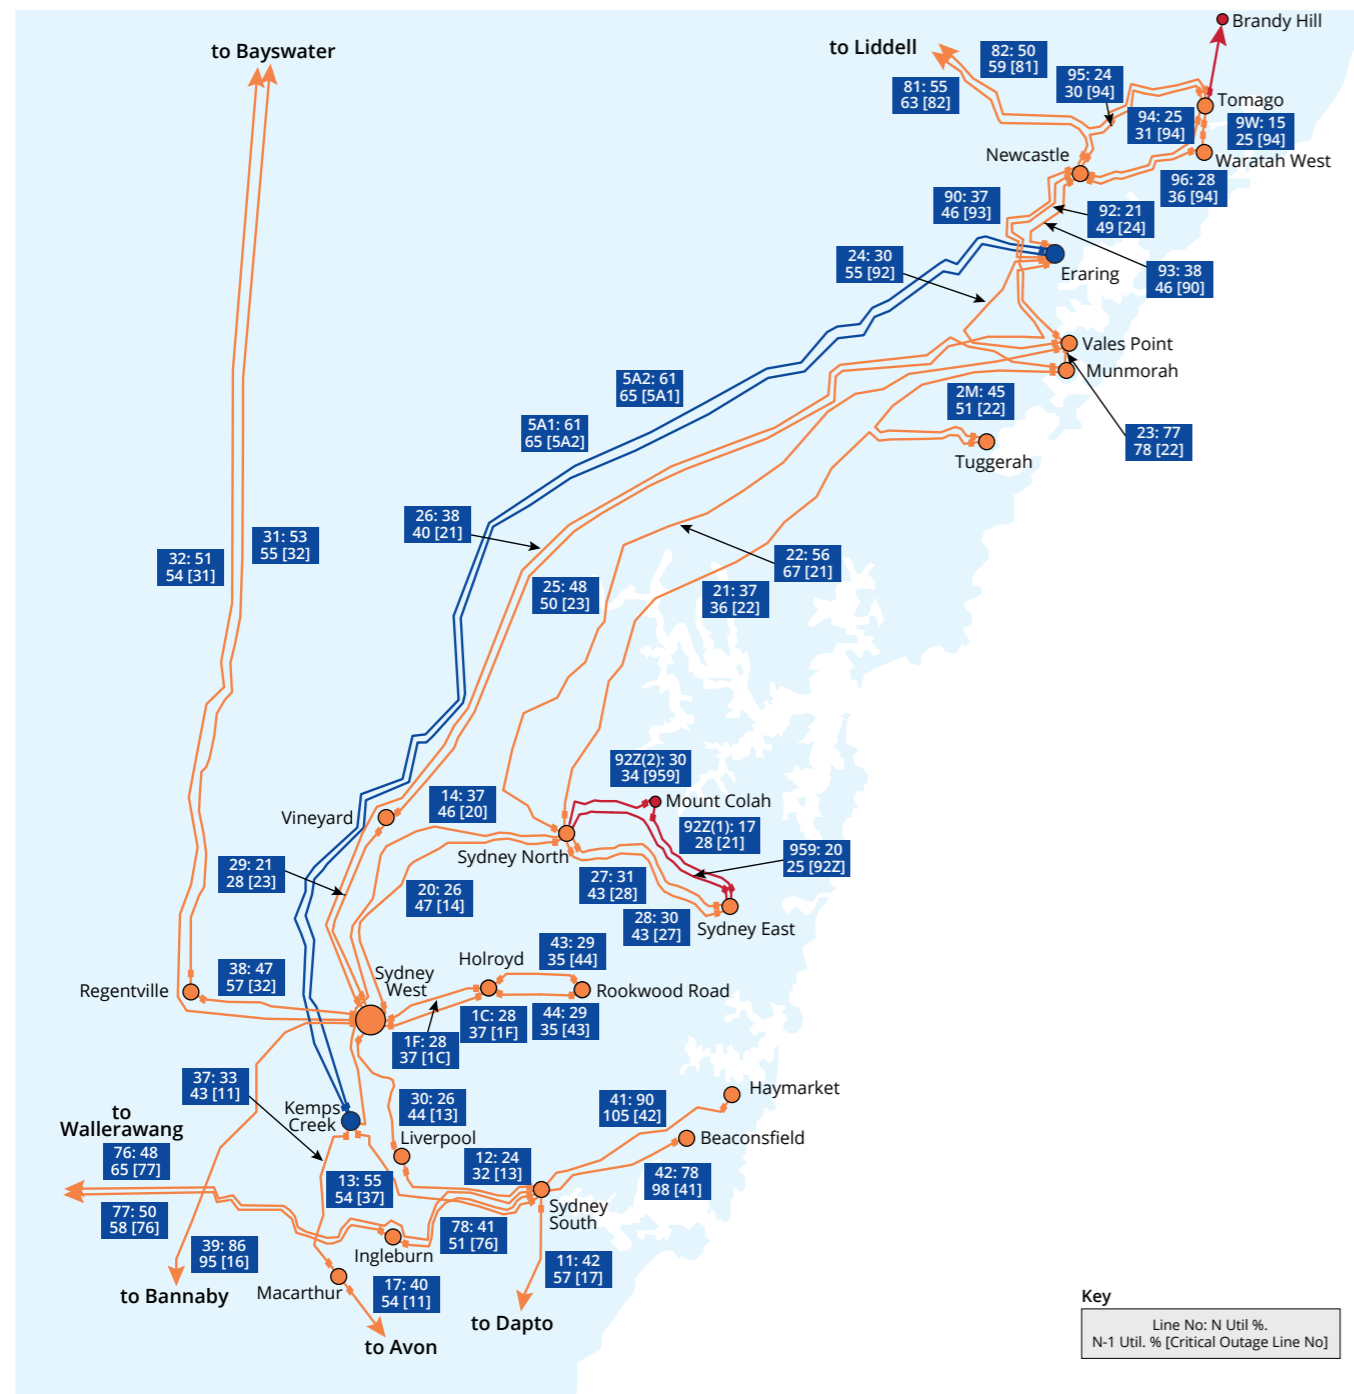 Brandy Hill
to Bayswater
to Liddell
82: 50
59 [81]
95: 24
30 [94]
81: 55
63 [82]
Tomago
94: 25
31 [94]
9W: 15
25 [94]
Newcastle
Waratah West
96: 28
36 [94]
90: 37
46 [93]
92: 21
49 [24]
24: 30
55 [92]
Eraring
93: 38
46 [90]
Vales Point
Munmorah
5A2: 61
65 [5A1]
2M: 45
51 [22]
5A1: 61
65 [5A2]
23: 77
78 [22]
Tuggerah
26: 38
40 [21]
31: 53
55 [32]
32: 51
54 [31]
22: 56
67 [21]
25: 48
50 [23]
21: 37
36 [22]
92Z(2): 30
34 [959]
14: 37
46 [20]
Mount Colah
Vineyard
92Z(1): 17
28 [21]
Sydney North
959: 20
25 [92Z]
29: 21
28 [23]
20: 26
47 [14]
27: 31
43 [28]
28: 30
43 [27]
Sydney East
43: 29
35 [44]
Holroyd
38: 47
57 [32]
Sydney
West
Regentville
Rookwood Road
1C: 28
37 [1F]
44: 29
35 [43]
1F: 28
37 [1C]
37: 33
43 [11]
Haymarket
41: 90
105 [42]
30: 26
44 [13]
Kemps
Creek
to
Wallerawang
Liverpool
Beaconsfield
76: 48
65 [77]
12: 24
32 [13]
13: 55
54 [37]
42: 78
98 [41]
77: 50
58 [76]
Sydney
South
78: 41
51 [76]
39: 86
95 [16]
Ingleburn
11: 42
57 [17]
to Bannaby
Macarthur
17: 40
54 [11]
to Dapto
to Avon
Key
Line No: N Util %.
N-1 Util. % [Critical Outage Line No]